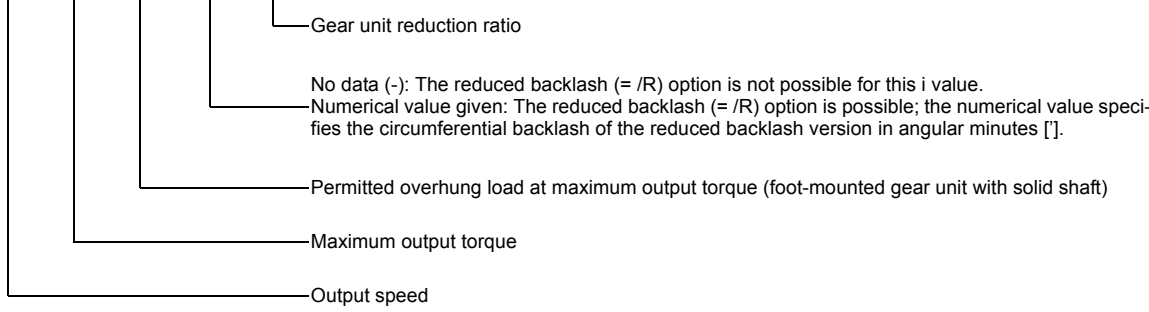 Gear unit reduction ratio
No data (-): The reduced backlash (= /R) option is not possible for this i value.
Numerical value given: The reduced backlash (= /R) option is possible; the numerical value speci-
fies the circumferential backlash of the reduced backlash version in angular minutes ['].
Permitted overhung load at maximum output torque (foot-mounted gear unit with solid shaft)
Maximum output torque
Output speed